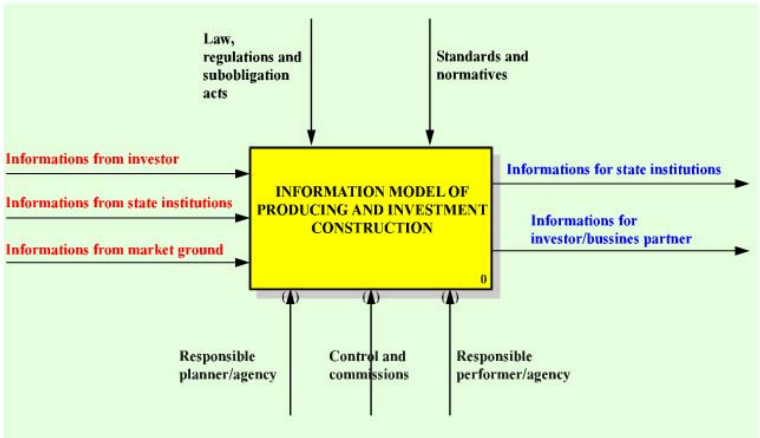 Law,
regulations and
subobligation
acts
Standards and
normatives
Informations from investor
Informations from state institutions
Informations from market ground
INFORMATION MODEL OF
PRODUCING AND INVESTMENT
CONSTRUCTION
0
Informations for state institutions
Informations for
investor/bussines partner
Responsible
planner/agency
Control and
commissions
Responsible
performer/agency